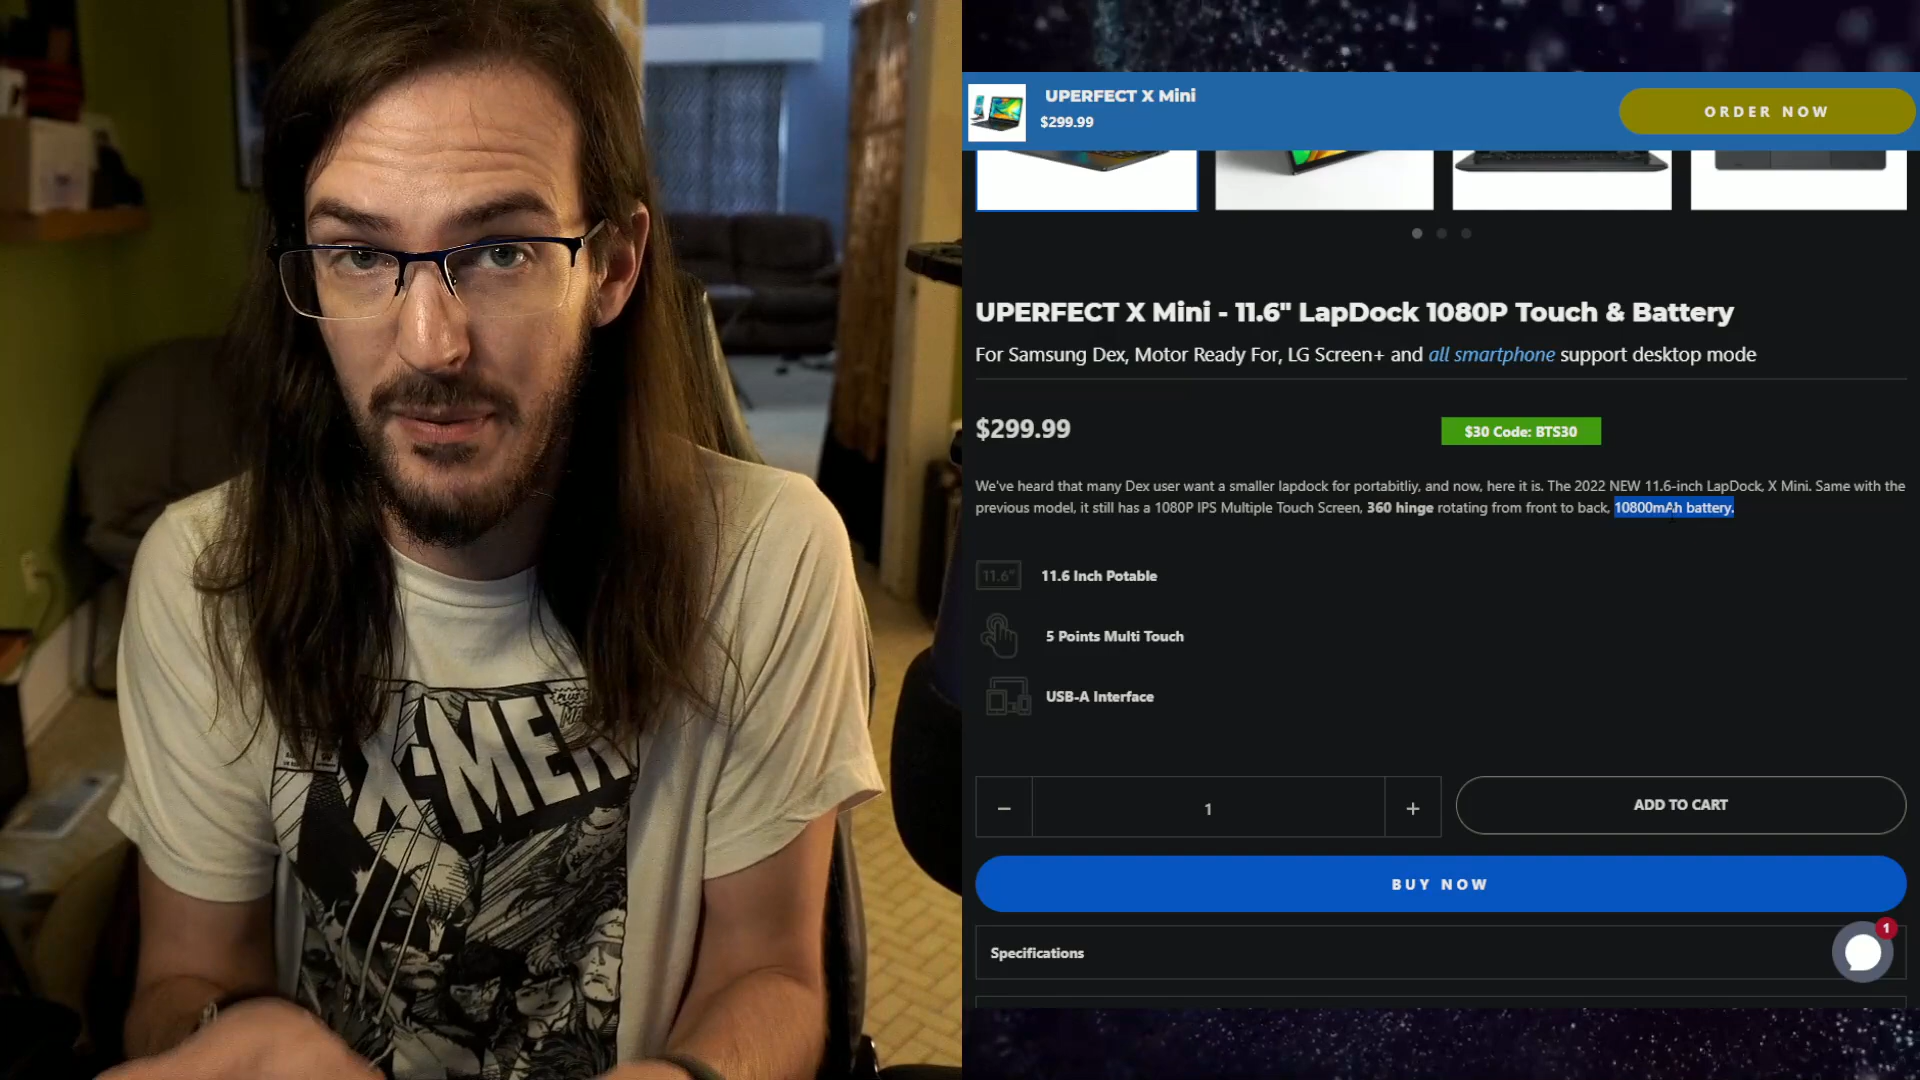 X-MEN
UPERFECT X Mini
$299.99
ORDER NOW
UPERFECT X Mini - 11.6" LapDock 1080P Touch & Battery
For Samsung Dex, Motor Ready For, LG Screen+ and all smartphone support desktop mode
$299.99
$30 Code: BTS30
We've heard that many Dex user want a smaller lapdock for portabitliy, and now, here it is. The 2022 NEW 11.6-inch LapDock, X Mini. Same with the
previous model, it still has a 1080P IPS Multiple Touch Screen, 360 hinge rotating from front to back, 10800mAh battery.
11.6"
11.6 Inch Potable
5 Points Multi Touch
USB-A Interface
−
1
+
ADD TO CART
BUY NOW
Specifications
1